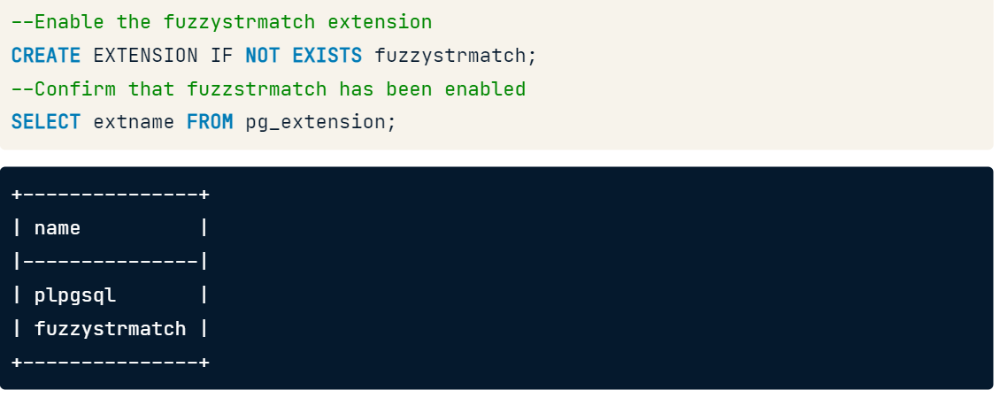 --Enable the fuzzystrmatch extension
CREATE EXTENSION IF NOT EXISTS fuzzystrmatch;
--Confirm that fuzzstrmatch has been enabled
SELECT extname FROM pg_extension;
+---------------+
| name          |
|---------------|
| plpgsql       |
| fuzzystrmatch |
+---------------+